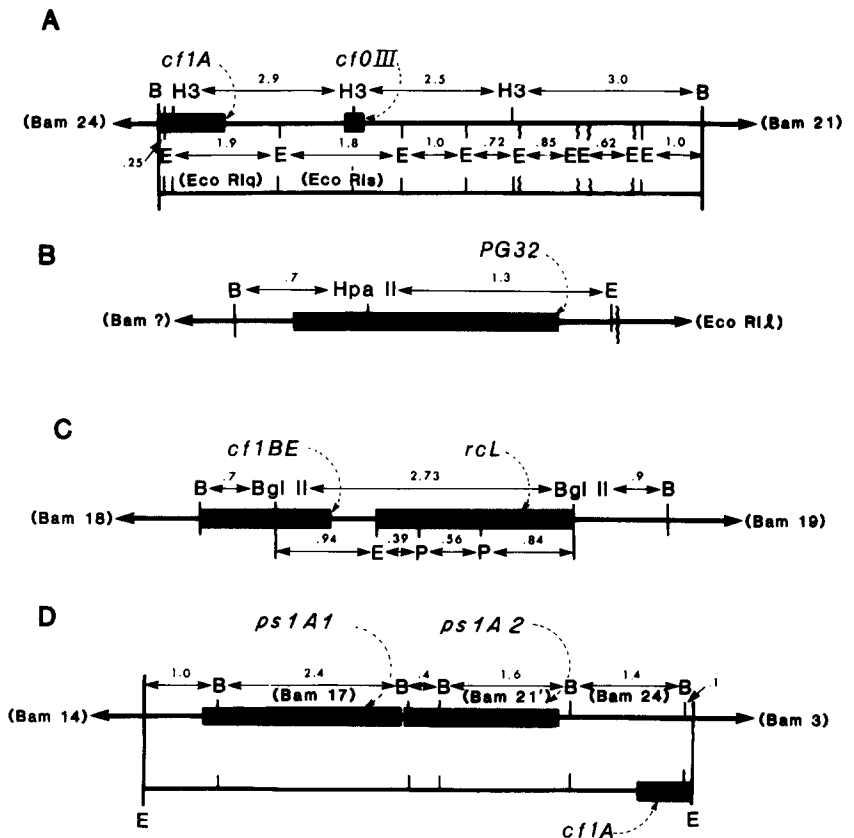 A
cf1A cf0III
B H3 2.9 H3 2.5 H3 3.0 B
(Bam 24) (Bam 21)
.25 E 1.9 E 1.8 E 1.0 E .72 E .85 E E .62 E E 1.0
(Eco RIq) (Eco RIs)
B
PG32
B .7 Hpa II 1.3 E
(Bam ?) (Eco RIℓ)
C
cf1BE rcL
B .7 Bgl II 2.73 Bgl II .9 B
(Bam 18) (Bam 19)
.94 E .39 P .56 P .84
D
ps1A1 ps1A2
1.0 B 2.4 B .4 B 1.6 B 1.4 B .1
(Bam 17) (Bam 21') (Bam 24)
(Bam 14) (Bam 3)
E E
cf1A